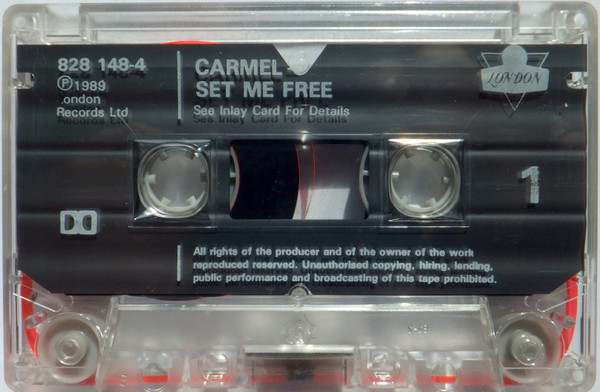 828 148-4
℗1989
London
Records Ltd
CARMEL
SET ME FREE
See Inlay Card For Details
LONDON
1
All rights of the producer and of the owner of the work
reproduced reserved. Unauthorised copying, hiring, lending,
public performance and broadcasting of this tape prohibited.